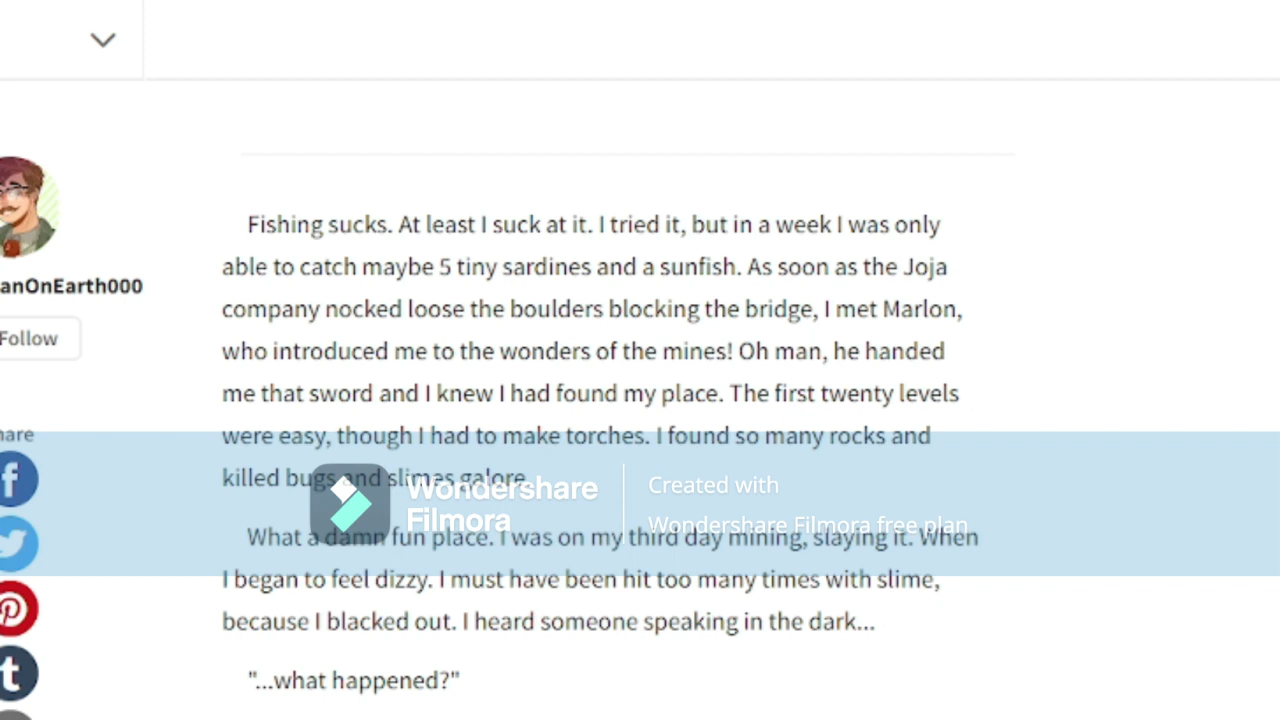 Fishing sucks. At least I suck at it. I tried it, but in a week I was only
able to catch maybe 5 tiny sardines and a sunfish. As soon as the Joja
company nocked loose the boulders blocking the bridge, I met Marlon,
who introduced me to the wonders of the mines! Oh man, he handed
me that sword and I knew I had found my place. The first twenty levels
were easy, though I had to make torches. I found so many rocks and
killed bugs and slimes galore.
What a damn fun place. I was on my third day mining, slaying it. When
I began to feel dizzy. I must have been hit too many times with slime,
because I blacked out. I heard someone speaking in the dark...
"...what happened?"
anOnEarth000
Follow
hare
Wondershare
Filmora
Created with
Wondershare Filmora free plan